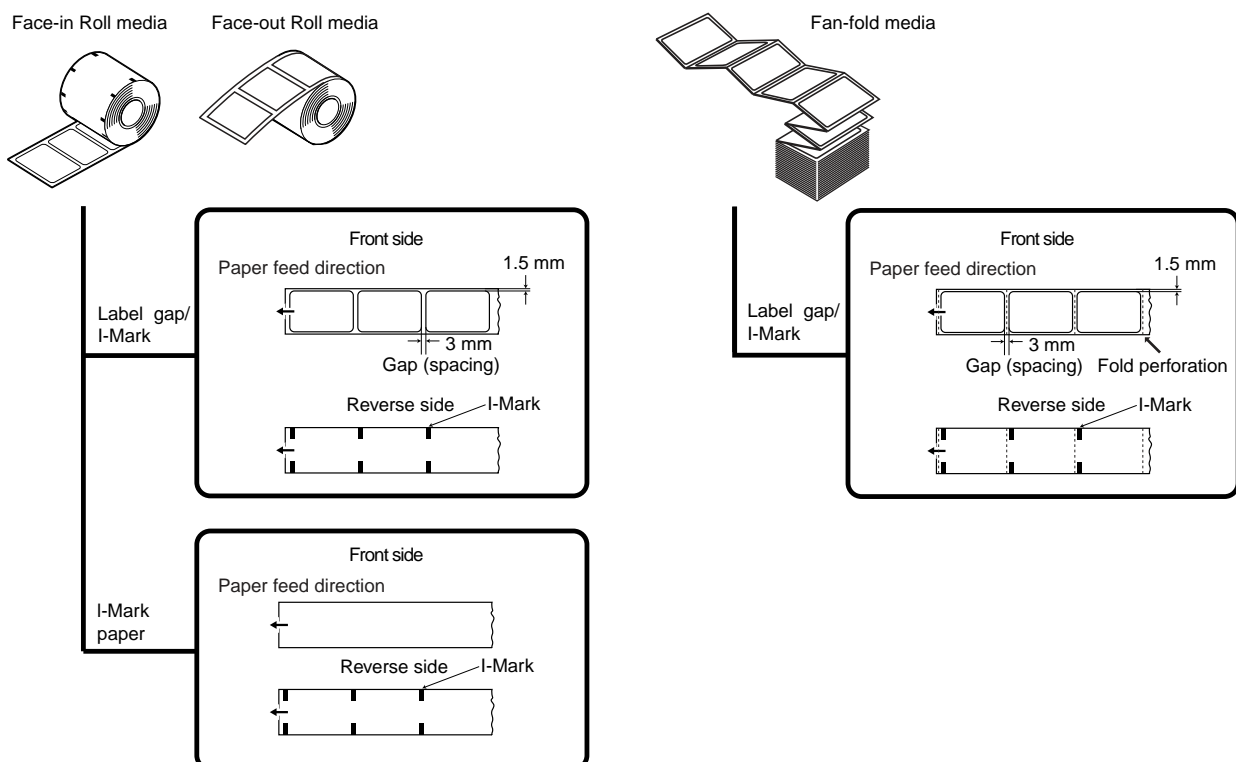 Face-in Roll media
Face-out Roll media
Fan-fold media
Front side
Paper feed direction
1.5 mm
Label gap/
I-Mark
3 mm
Gap (spacing)
Reverse side
I-Mark
Front side
Paper feed direction
1.5 mm
Label gap/
I-Mark
3 mm
Gap (spacing)
Fold perforation
Reverse side
I-Mark
Front side
Paper feed direction
I-Mark
paper
Reverse side
I-Mark